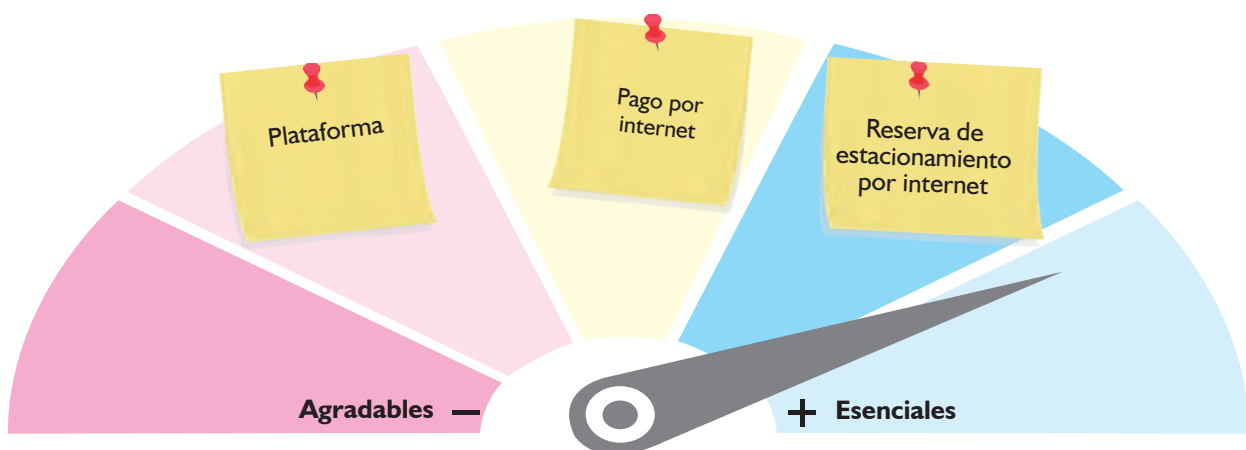 Plataforma
Pago por
internet
Reserva de
estacionamiento
por internet
Agradables −
+ Esenciales